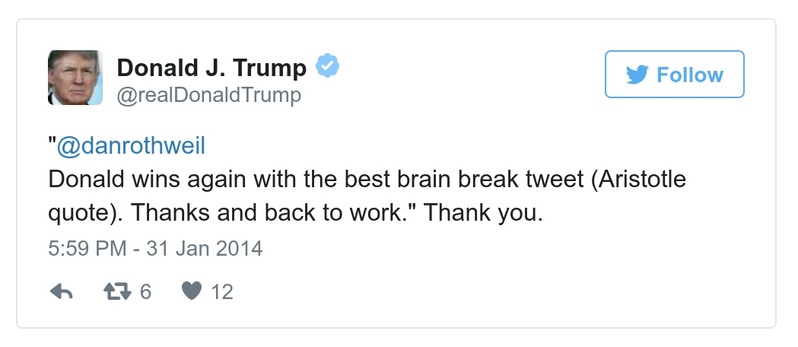 Donald J. Trump
@realDonaldTrump
Follow
"@danrothweil
Donald wins again with the best brain break tweet (Aristotle
quote). Thanks and back to work." Thank you.
5:59 PM - 31 Jan 2014
6 12